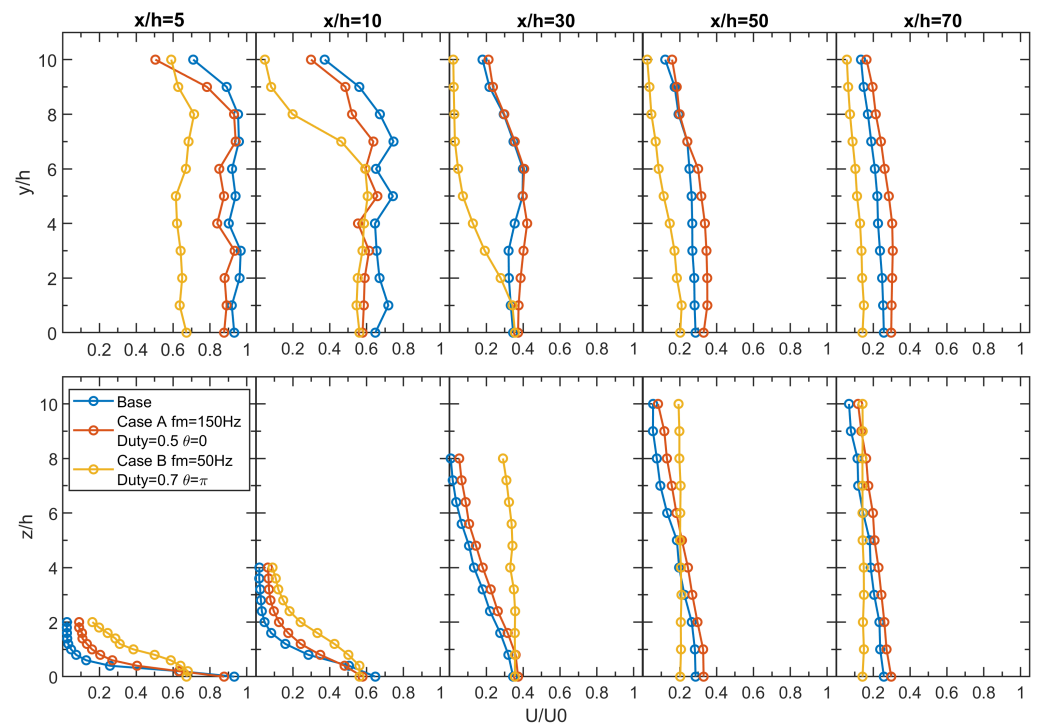 x/h=5 x/h=10 x/h=30 x/h=50 x/h=70
10
8
6
4
2
0
y/h
0.2 0.4 0.6 0.8 1 0.2 0.4 0.6 0.8 1 0.2 0.4 0.6 0.8 1 0.2 0.4 0.6 0.8 1 0.2 0.4 0.6 0.8 1
Base
Case A fm=150Hz
Duty=0.5 θ=0
Case B fm=50Hz
Duty=0.7 θ=π
10
8
6
4
2
0
z/h
0.2 0.4 0.6 0.8 1 0.2 0.4 0.6 0.8 1 0.2 0.4 0.6 0.8 1 0.2 0.4 0.6 0.8 1 0.2 0.4 0.6 0.8 1
U/U0